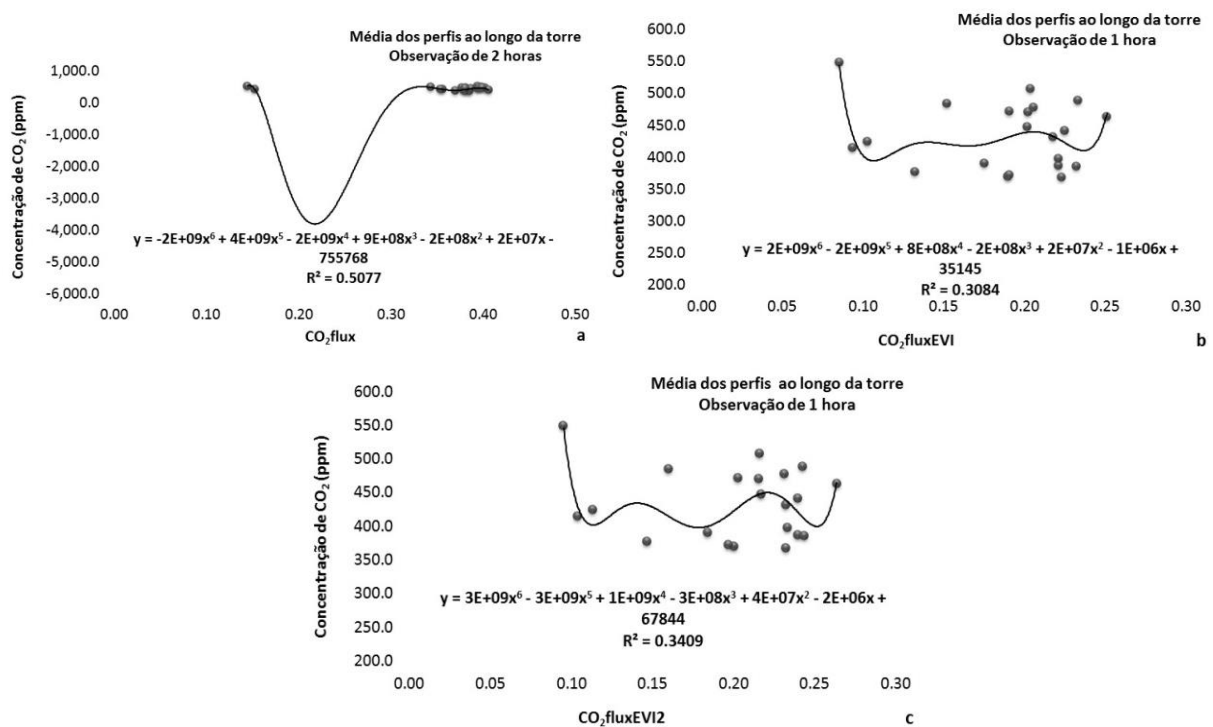 Média dos perfis ao longo da torre
Observação de 2 horas
Concentração de CO₂ (ppm)
1,000.0
0.0
-1,000.0
-2,000.0
-3,000.0
-4,000.0
-5,000.0
-6,000.0
y = -2E+09x⁶ + 4E+09x⁵ - 2E+09x⁴ + 9E+08x³ - 2E+08x² + 2E+07x -
755768
R² = 0.5077
0.00 0.10 0.20 0.30 0.40 0.50
CO₂flux
a
Média dos perfis ao longo da torre
Observação de 1 hora
Concentração de CO₂ (ppm)
600.0
550.0
500.0
450.0
400.0
350.0
300.0
250.0
200.0
y = 2E+09x⁶ - 2E+09x⁵ + 8E+08x⁴ - 2E+08x³ + 2E+07x² - 1E+06x +
35145
R² = 0.3084
0.00 0.05 0.10 0.15 0.20 0.25 0.30
CO₂fluxEVI
b
Média dos perfis ao longo da torre
Observação de 1 hora
Concentração de CO₂ (ppm)
600.0
550.0
500.0
450.0
400.0
350.0
300.0
250.0
200.0
y = 3E+09x⁶ - 3E+09x⁵ + 1E+09x⁴ - 3E+08x³ + 4E+07x² - 2E+06x +
67844
R² = 0.3409
0.00 0.05 0.10 0.15 0.20 0.25 0.30
CO₂fluxEVI2
c